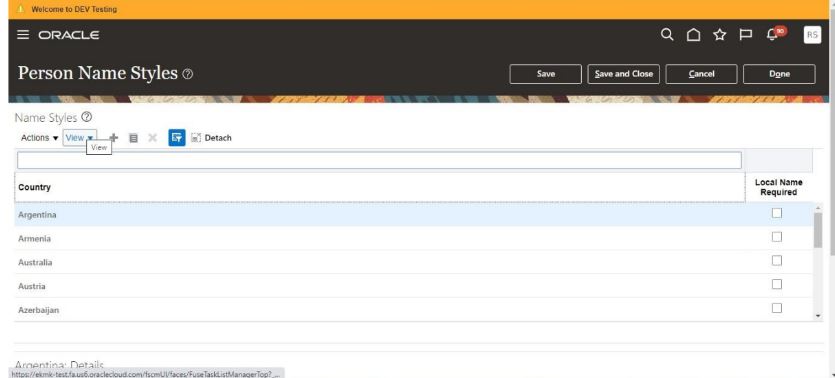 Welcome to DEV Testing
ORACLE
90
RS
Person Name Styles
Save
Save and Close
Cancel
Done
Name Styles
Actions View Detach
View
Country
Local Name Required
Argentina
Armenia
Australia
Austria
Azerbaijan
Argentina: Details
https://ekmk-test.fa.us6.oraclecloud.com/fscmUI/faces/FuseTaskListManagerTop?_...